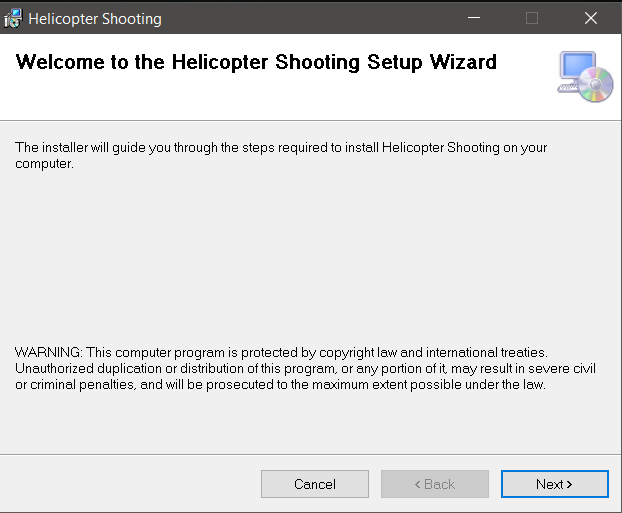 Helicopter Shooting
Welcome to the Helicopter Shooting Setup Wizard
The installer will guide you through the steps required to install Helicopter Shooting on your
computer.
WARNING: This computer program is protected by copyright law and international treaties.
Unauthorized duplication or distribution of this program, or any portion of it, may result in severe civil
or criminal penalties, and will be prosecuted to the maximum extent possible under the law.
Cancel < Back Next >